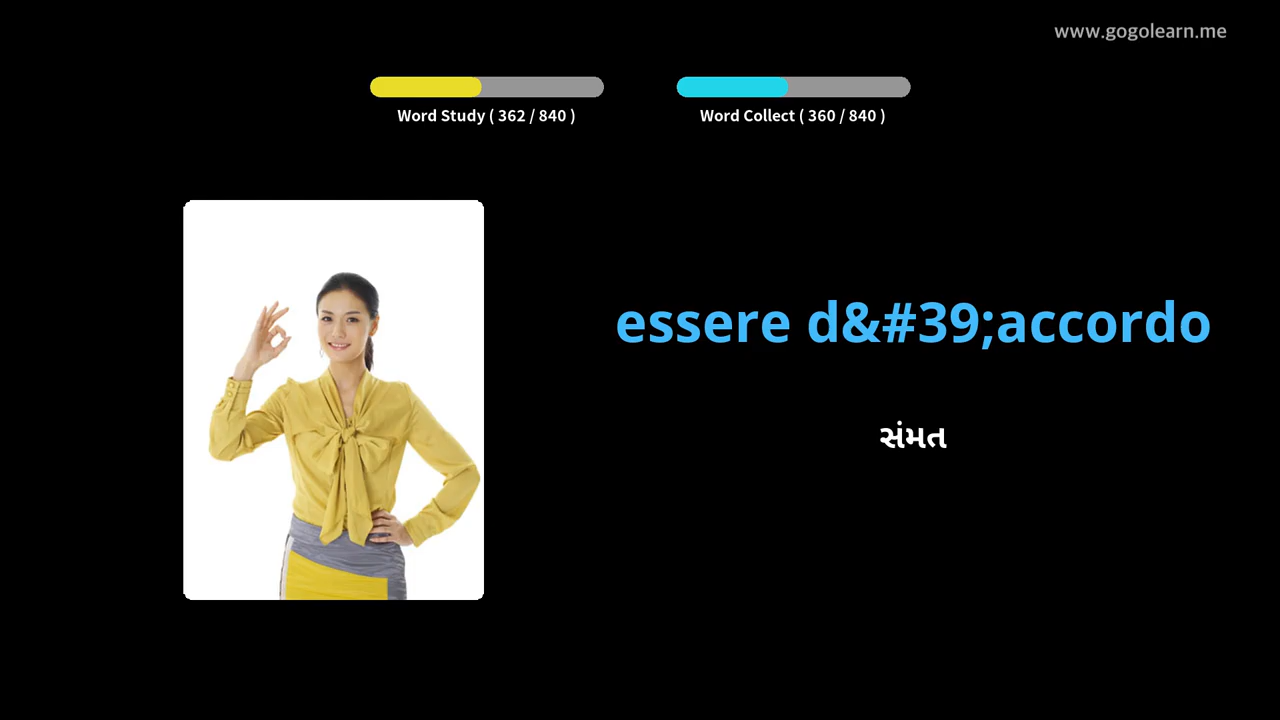 www.gogolearn.me
Word Study ( 362 / 840 )
Word Collect ( 360 / 840 )
essere d&#39;accordo
સંમત